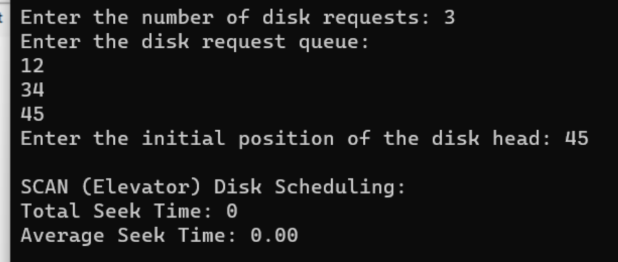 Enter the number of disk requests: 3
Enter the disk request queue:
12
34
45
Enter the initial position of the disk head: 45
SCAN (Elevator) Disk Scheduling:
Total Seek Time: 0
Average Seek Time: 0.00